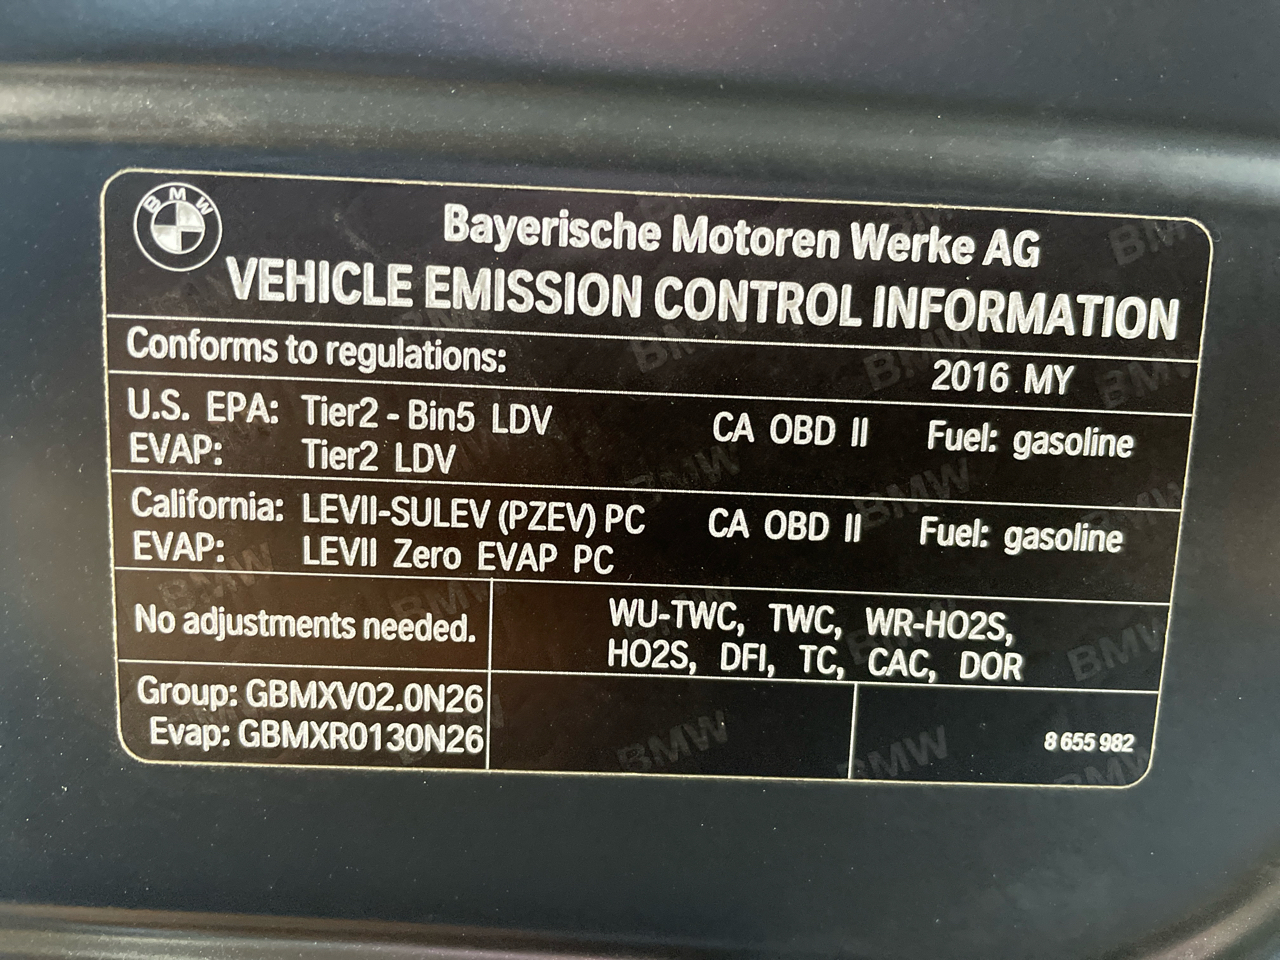 BMW
Bayerische Motoren Werke AG
VEHICLE EMISSION CONTROL INFORMATION
Conforms to regulations: 2016 MY
U.S. EPA: Tier2 - Bin5 LDV CA OBD II Fuel: gasoline
EVAP: Tier2 LDV
California: LEVII-SULEV (PZEV) PC CA OBD II Fuel: gasoline
EVAP: LEVII Zero EVAP PC
No adjustments needed.
WU-TWC, TWC, WR-HO2S,
HO2S, DFI, TC, CAC, DOR
Group: GBMXV02.0N26
Evap: GBMXR0130N26
8 655 982